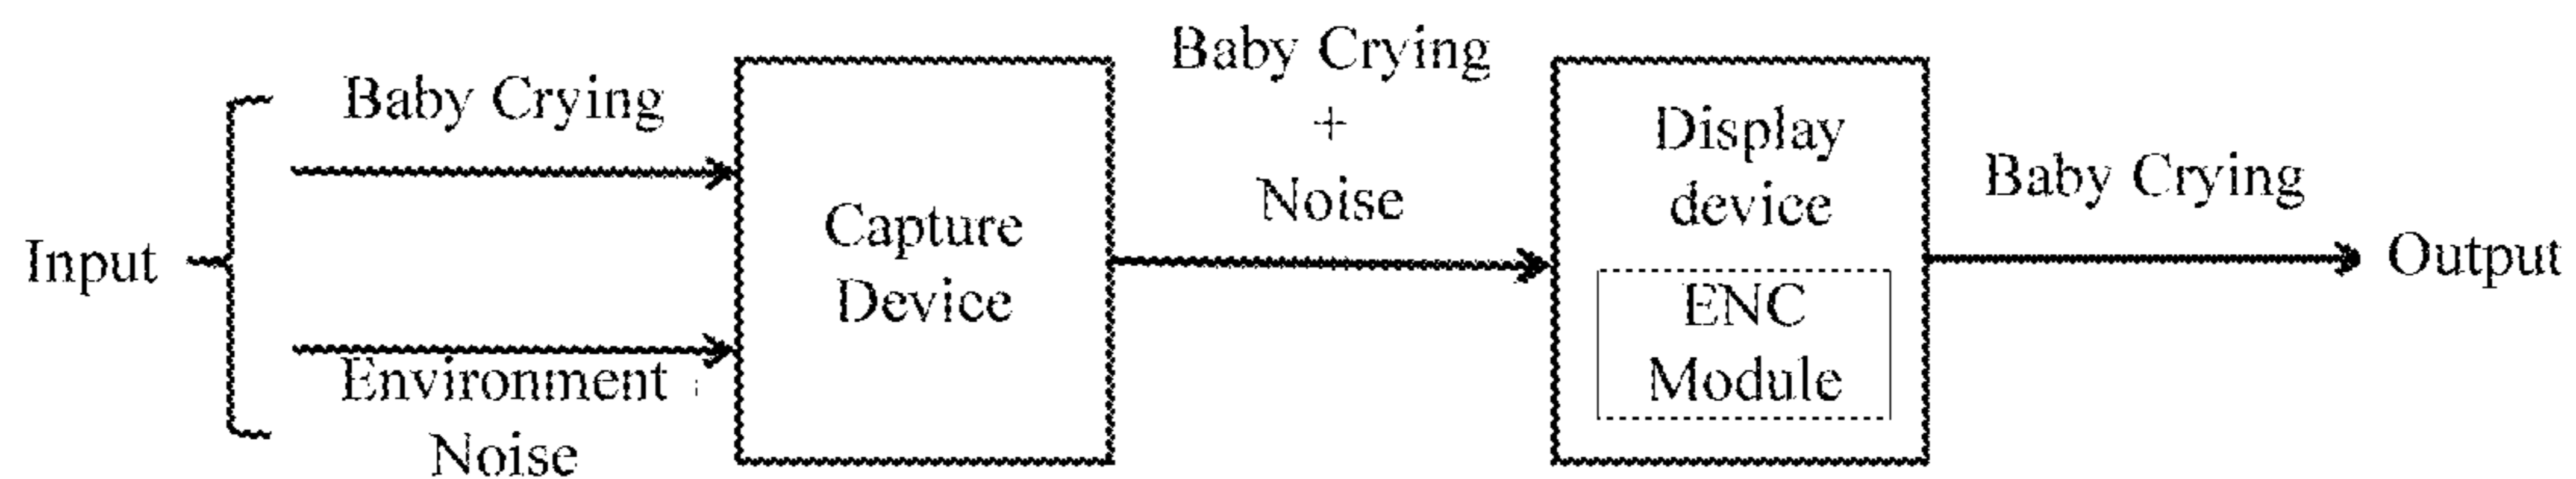 Input
Baby Crying
Environment
Noise
Capture
Device
Baby Crying
+
Noise
Display
device
ENC
Module
Baby Crying
Output